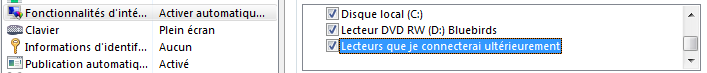 Fonctionnalités d'inté... Activer automatiqu...
Clavier Plein écran
Informations d'identif... Aucun
Publication automatiq... Activé
Disque local (C:)
Lecteur DVD RW (D:) Bluebirds
Lecteurs que je connecterai ultérieurement